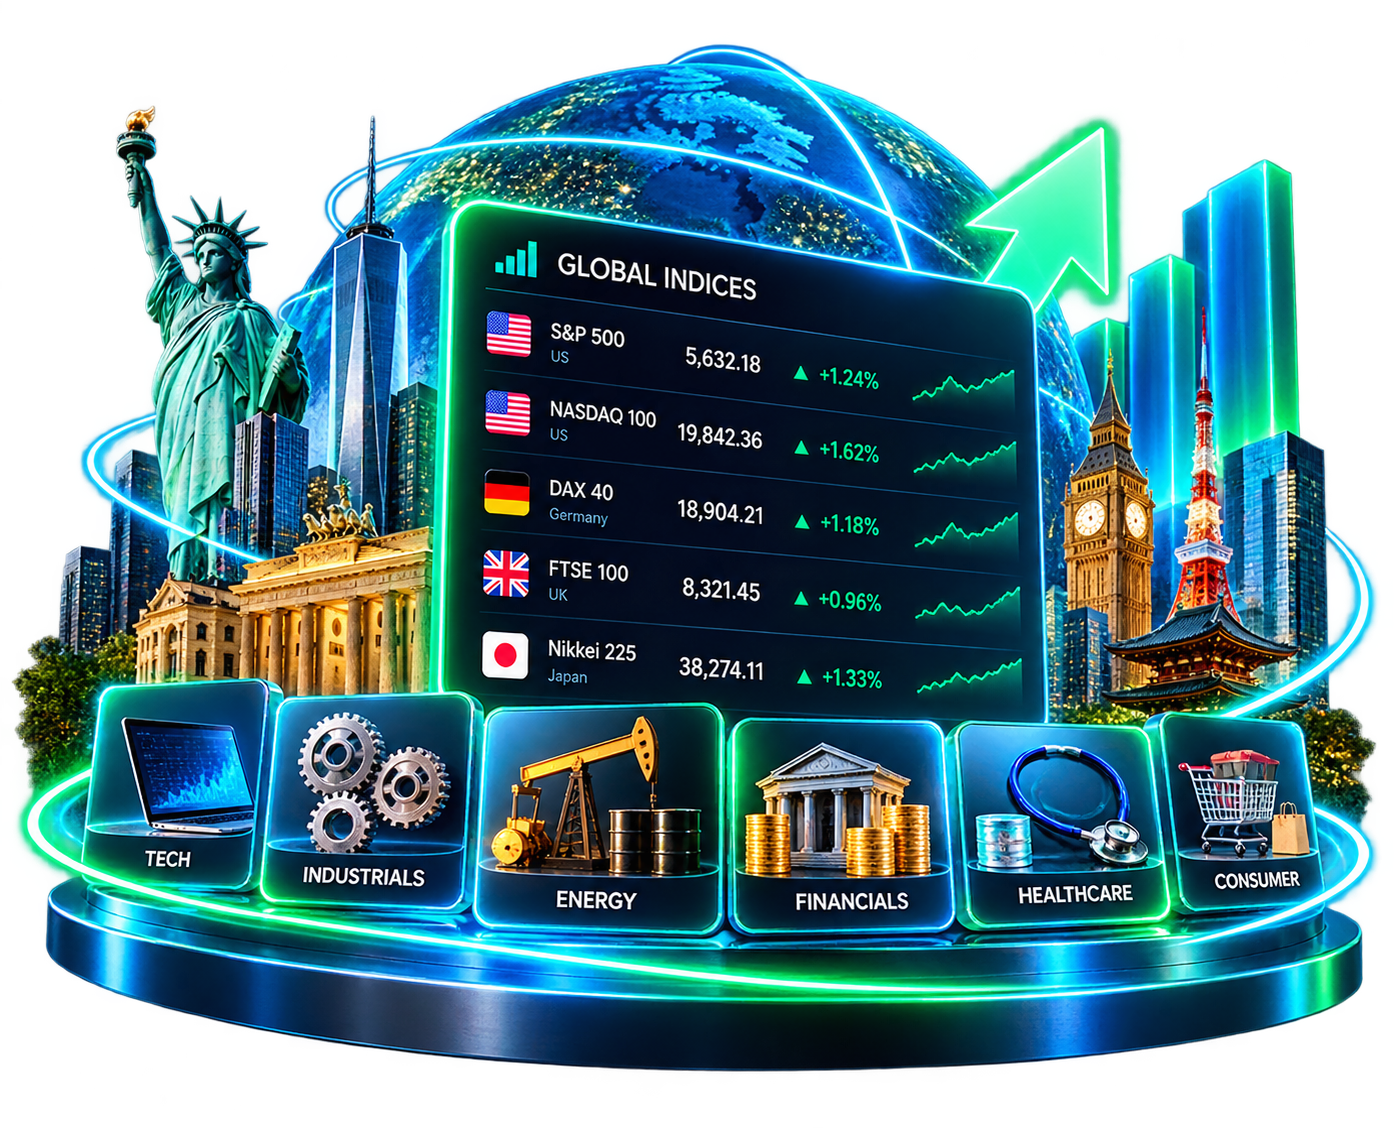 GLOBAL INDICES
S&P 500
US
5,632.18
▲ +1.24%
NASDAQ 100
US
19,842.36
▲ +1.62%
DAX 40
Germany
18,904.21
▲ +1.18%
FTSE 100
UK
8,321.45
▲ +0.96%
Nikkei 225
Japan
38,274.11
▲ +1.33%
TECH
INDUSTRIALS
ENERGY
FINANCIALS
HEALTHCARE
CONSUMER